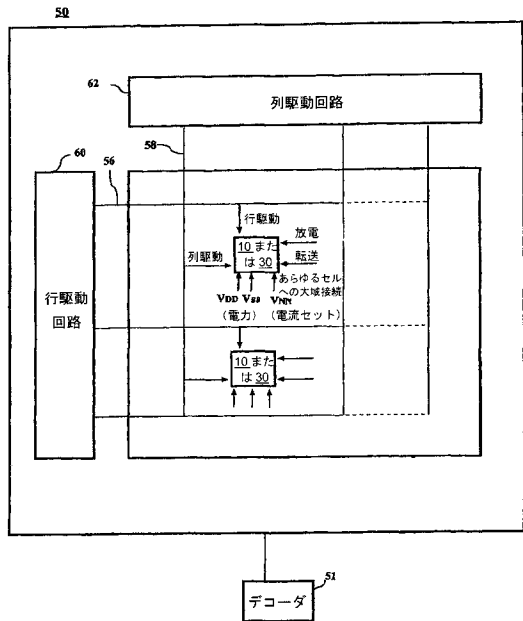 50
62
列駆動回路
58
60
56
行駆動
放電
列駆動
10 また
は 30
転送
あらゆるセル
への大域接続
VDD VSS VNN
(電力) (電流セット)
行駆動
回路
10 また
は 30
51
デコーダ